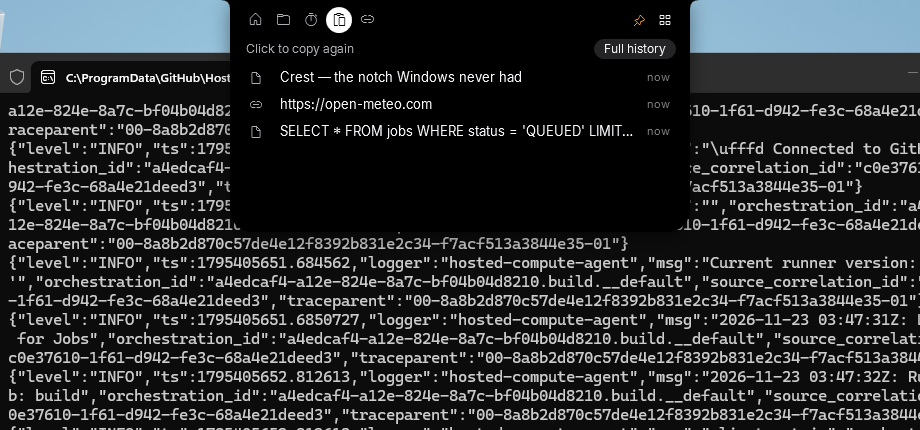 Click to copy again Full history
Crest — the notch Windows never had now
https://open-meteo.com now
SELECT * FROM jobs WHERE status = 'QUEUED' LIMIT... now
C:\ProgramData\GitHub\Host
a12e-824e-8a7c-bf04b04d82 610-1f61-d942-fe3c-68a4e21
raceparent":"00-8a8b2d870
{"level":"INFO","ts":1795 ":"\ufffd Connected to GitH
hestration_id":"a4edcaf4- ce_correlation_id":"c0e376
942-fe3c-68a4e21deed3","t 7acf513a3844e35-01"}
{"level":"INFO","ts":1795 :"","orchestration_id":"a4
12e-824e-8a7c-bf04b04d8210 610-1f61-d942-fe3c-68a4e21d
aceparent":"00-8a8b2d870c57de4e12f8392b831e2c34-f7acf513a3844e35-01"}
{"level":"INFO","ts":1795405651.684562,"logger":"hosted-compute-agent","msg":"Current runner version:
'","orchestration_id":"a4edcaf4-a12e-824e-8a7c-bf04b04d8210.build.__default","source_correlation_id":
-1f61-d942-fe3c-68a4e21deed3","traceparent":"00-8a8b2d870c57de4e12f8392b831e2c34-f7acf513a3844e35-01"
{"level":"INFO","ts":1795405651.6850727,"logger":"hosted-compute-agent","msg":"2026-11-23 03:47:31Z:
for Jobs","orchestration_id":"a4edcaf4-a12e-824e-8a7c-bf04b04d8210.build.__default","source_correlati
c0e37610-1f61-d942-fe3c-68a4e21deed3","traceparent":"00-8a8b2d870c57de4e12f8392b831e2c34-f7acf513a384
{"level":"INFO","ts":1795405652.812613,"logger":"hosted-compute-agent","msg":"2026-11-23 03:47:32Z: Ru
b: build","orchestration_id":"a4edcaf4-a12e-824e-8a7c-bf04b04d8210.build.__default","source_correlatio
0e37610-1f61-d942-fe3c-68a4e21deed3","traceparent":"00-8a8b2d870c57de4e12f8392b831e2c34-f7acf513a3844